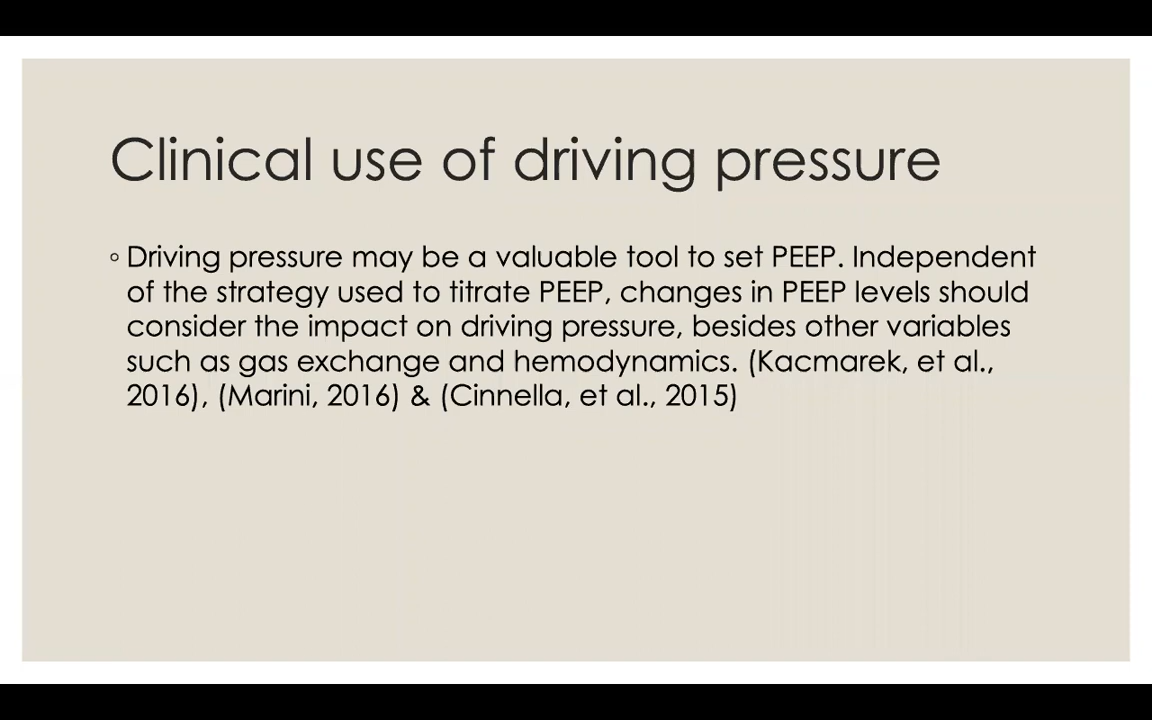 Clinical use of driving pressure
◦ Driving pressure may be a valuable tool to set PEEP. Independent
of the strategy used to titrate PEEP, changes in PEEP levels should
consider the impact on driving pressure, besides other variables
such as gas exchange and hemodynamics. (Kacmarek, et al.,
2016), (Marini, 2016) & (Cinnella, et al., 2015)